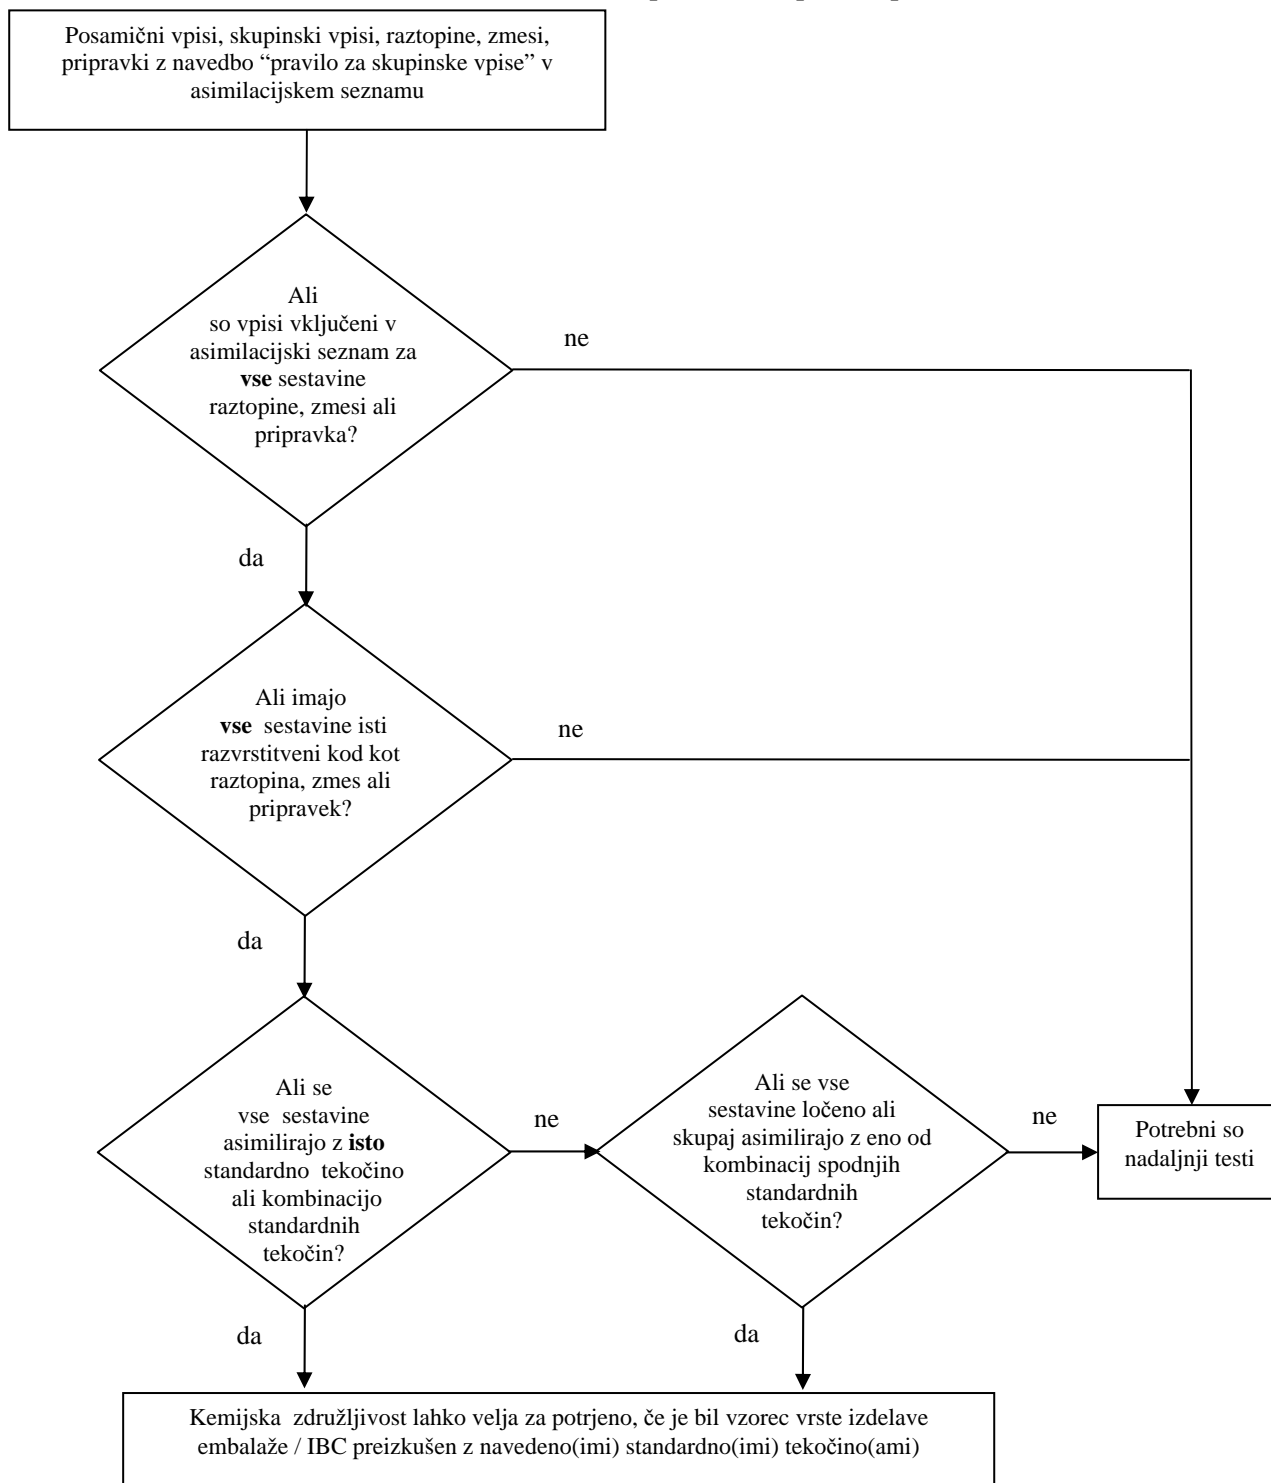 Posamični vpisi, skupinski vpisi, raztopine, zmesi,
pripravki z navedbo “pravilo za skupinske vpise” v
asimilacijskem seznamu
Ali
so vpisi vključeni v
asimilacijski seznam za
vse sestavine
raztopine, zmesi ali
pripravka?
ne
da
Ali imajo
vse sestavine isti
razvrstitveni kod kot
raztopina, zmes ali
pripravek?
ne
da
Ali se
vse sestavine
asimilirajo z isto
standardno tekočino
ali kombinacijo
standardnih
tekočin?
ne
Ali se vse
sestavine ločeno ali
skupaj asimilirajo z eno od
kombinacij spodnjih
standardnih
tekočin?
ne
Potrebni so
nadaljnji testi
da
da
Kemijska združljivost lahko velja za potrjeno, če je bil vzorec vrste izdelave
embalaže / IBC preizkušen z navedeno(imi) standardno(imi) tekočino(ami)